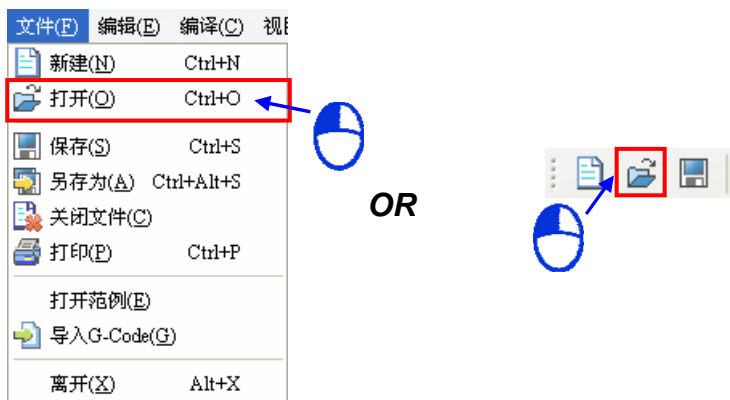 文件(F) 编辑(E) 编译(C)
新建(N) Ctrl+N
打开(O) Ctrl+O
保存(S) Ctrl+S
另存为(A) Ctrl+Alt+S
关闭文件(C)
打印(P) Ctrl+P
打开范例(E)
导入G-Code(G)
离开(X) Alt+X
OR